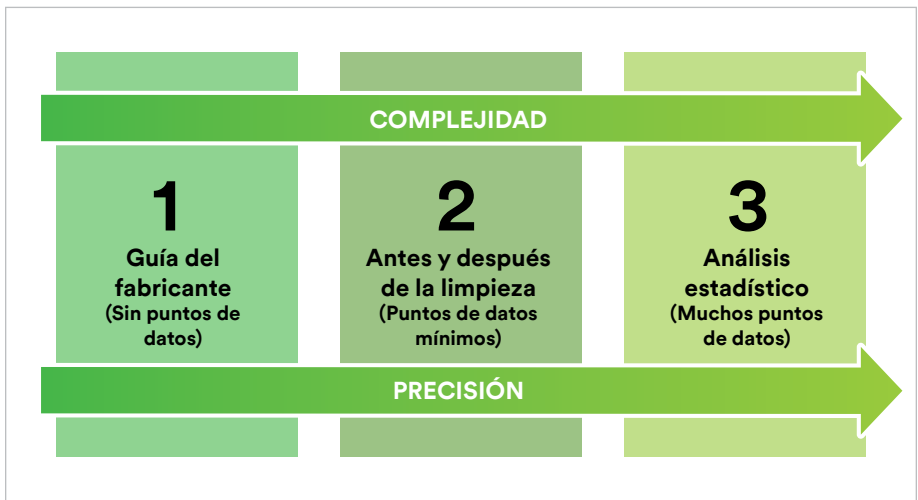 COMPLEJIDAD
1
Guía del
fabricante
(Sin puntos de
datos)
2
Antes y después
de la limpieza
(Puntos de datos
mínimos)
3
Análisis
estadístico
(Muchos puntos
de datos)
PRECISIÓN